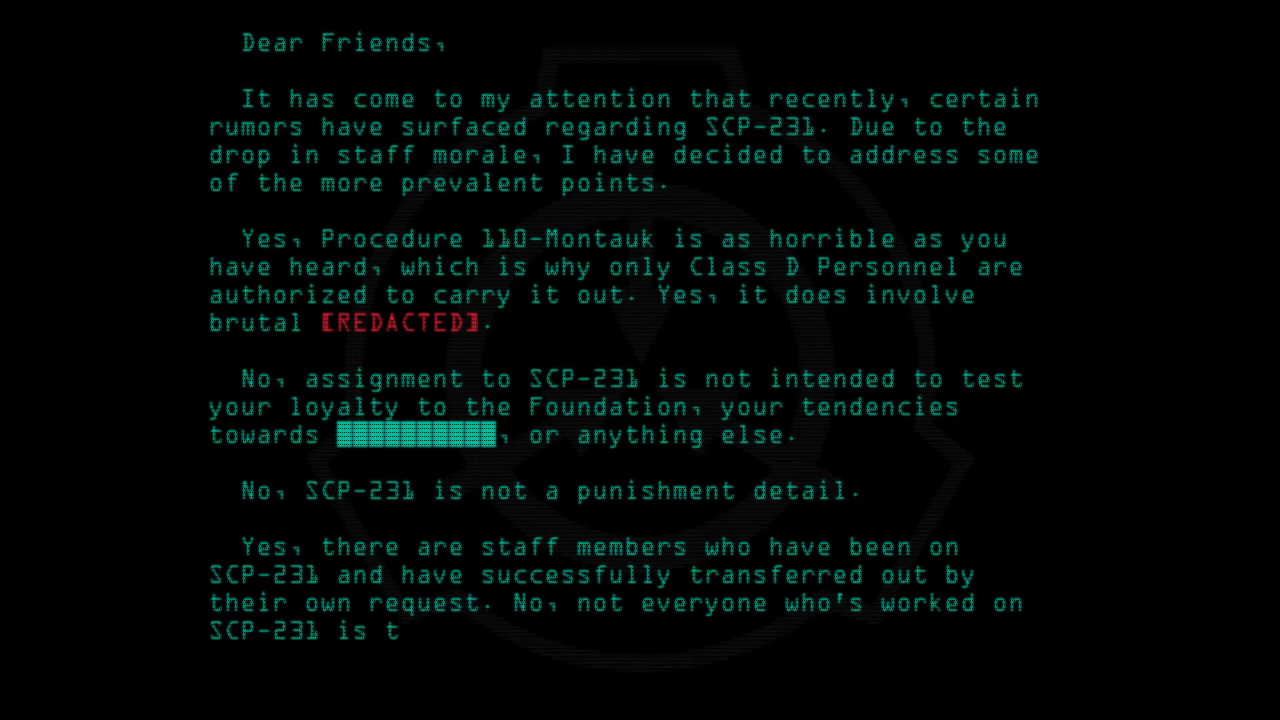 Dear Friends,
It has come to my attention that recently, certain
rumors have surfaced regarding SCP-231. Due to the
drop in staff morale, I have decided to address some
of the more prevalent points.
Yes, Procedure 110-Montauk is as horrible as you
have heard, which is why only Class D Personnel are
authorized to carry it out. Yes, it does involve
brutal [REDACTED].
No, assignment to SCP-231 is not intended to test
your loyalty to the Foundation, your tendencies
towards ▓▓▓▓▓▓▓▓▓▓, or anything else.
No, SCP-231 is not a punishment detail.
Yes, there are staff members who have been on
SCP-231 and have successfully transferred out by
their own request. No, not everyone who's worked on
SCP-231 is t